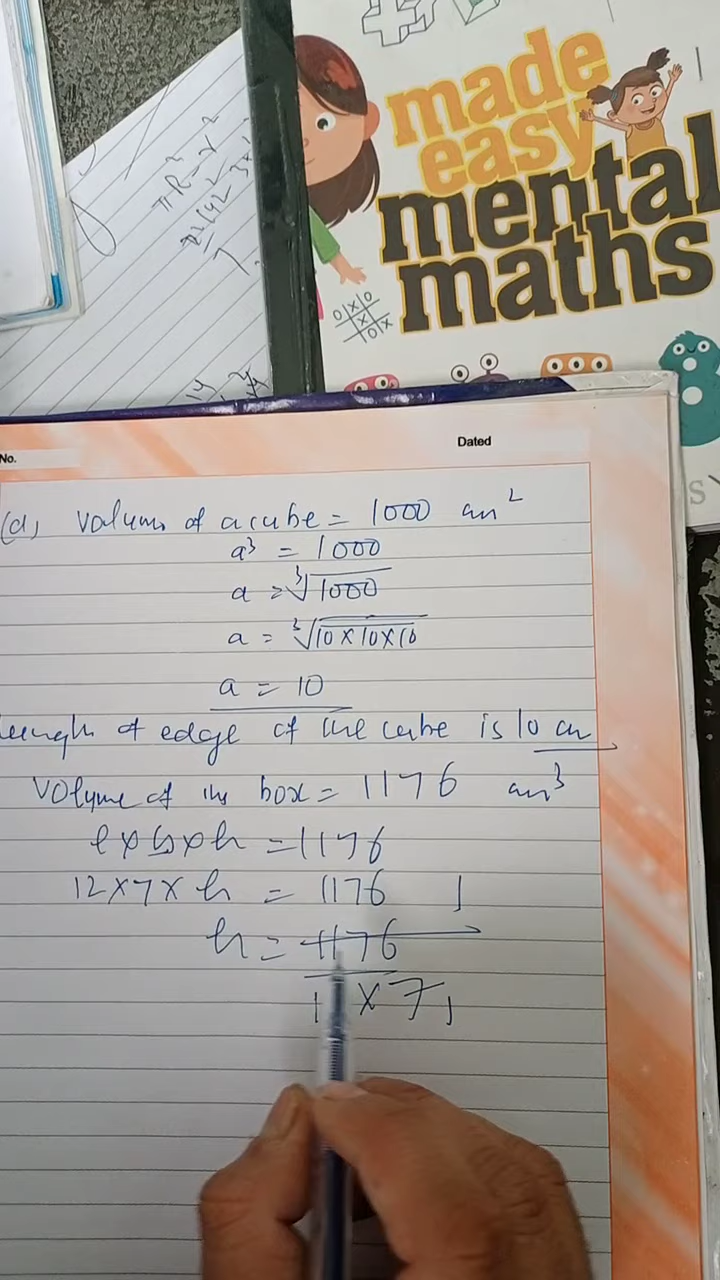 made
easy
mental
maths
No.
Dated
(d) Volume of a cube = 1000 cm²
a³ = 1000
a = ∛1000
a = ∛10×10×10
a = 10
Length of edge of the cube is 10 cm
Volume of the box = 1176 cm³
l×b×h = 1176
12×7×h = 1176
h = 1176
×7